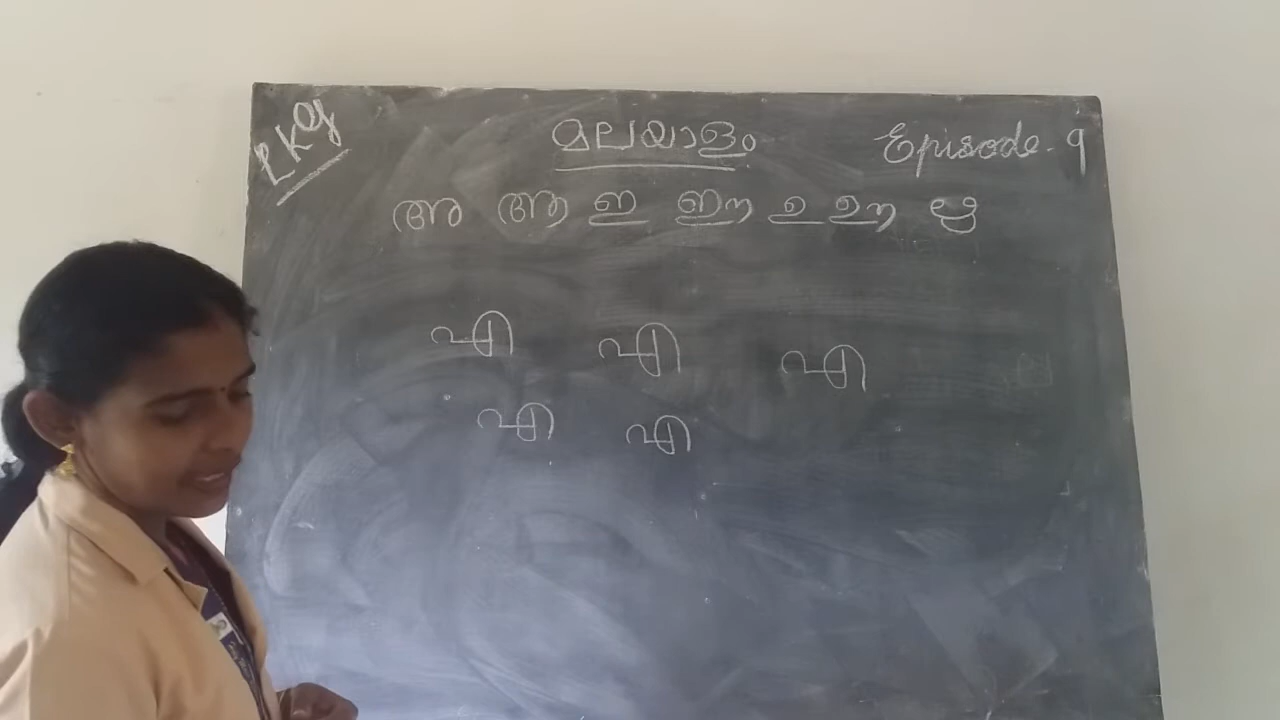 LKG
മലയാളം
Episode - 9
അ ആ ഇ ഈ ഉ ഊ ഋ
എ എ എ
എ എ